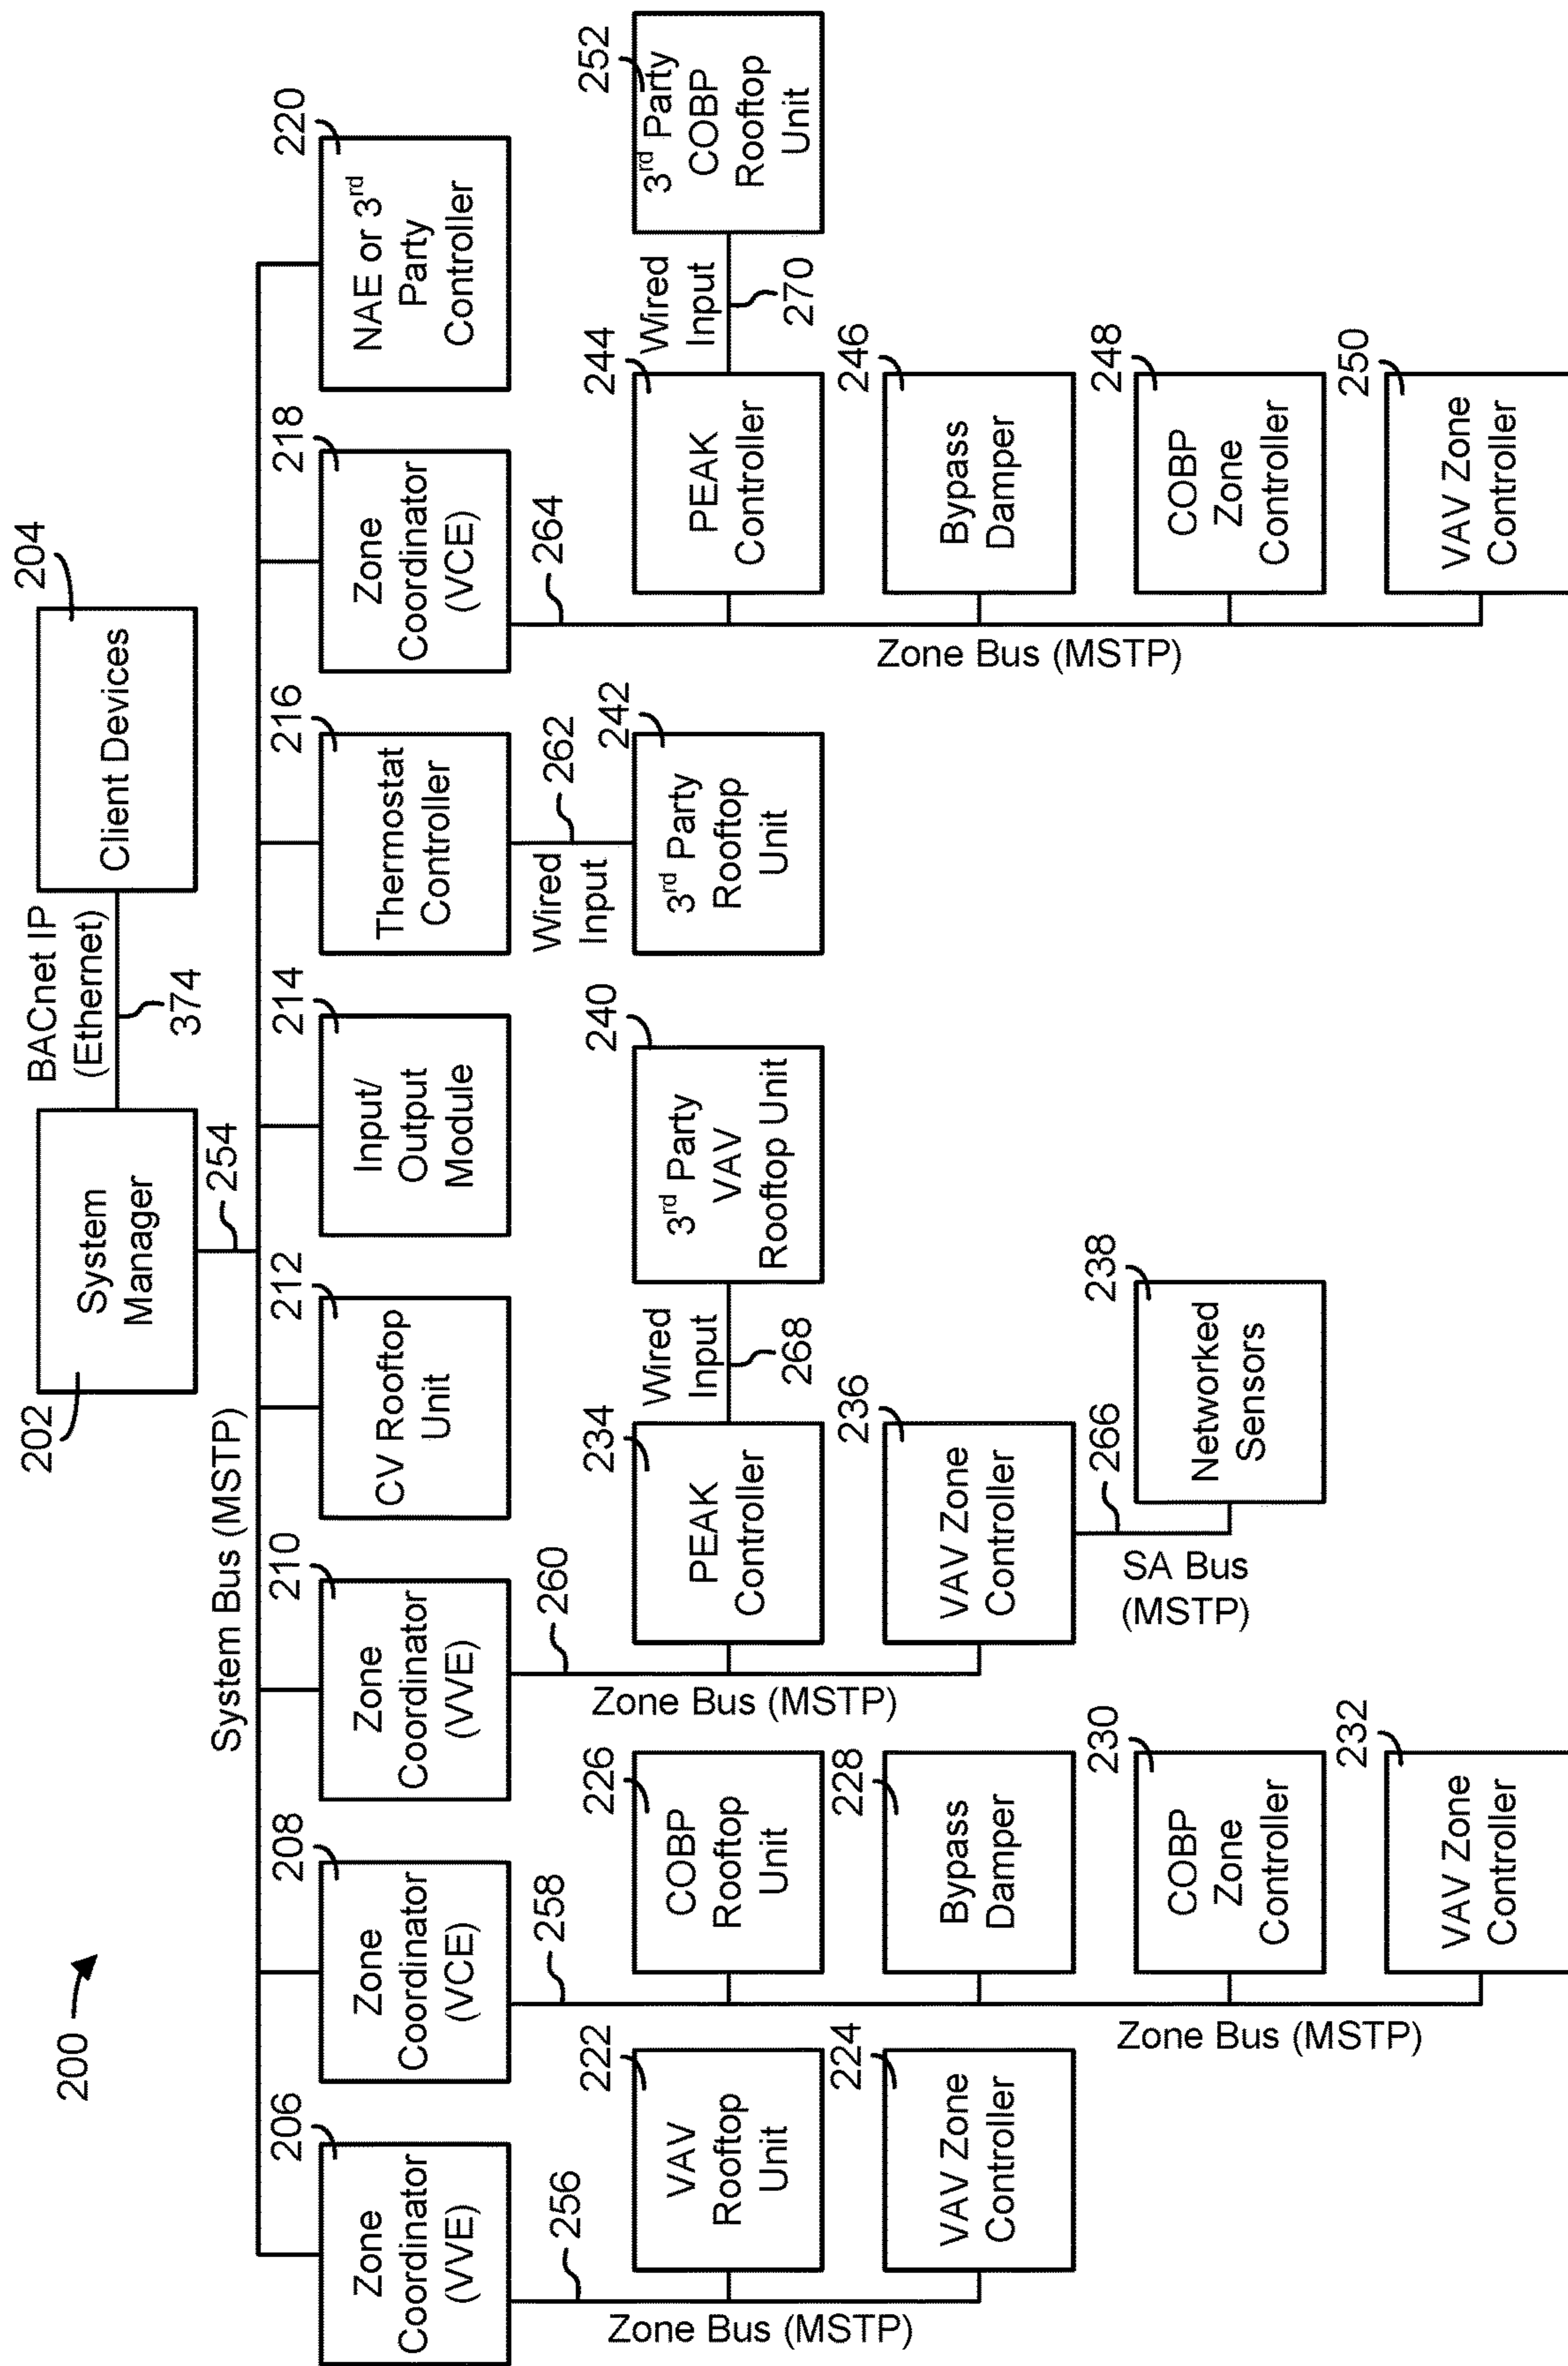 200
202
System
Manager
BACnet IP
(Ethernet)
374
204
Client Devices
254
System Bus (MSTP)
206
Zone
Coordinator
(VVE)
208
Zone
Coordinator
(VCE)
210
Zone
Coordinator
(VVE)
212
CV Rooftop
Unit
214
Input/
Output
Module
216
Thermostat
Controller
218
Zone
Coordinator
(VCE)
220
NAE or 3rd
Party
Controller
256
222
VAV
Rooftop
Unit
224
VAV Zone
Controller
Zone Bus (MSTP)
258
226
COBP
Rooftop
Unit
228
Bypass
Damper
230
COBP
Zone
Controller
232
VAV Zone
Controller
Zone Bus (MSTP)
260
234
PEAK
Controller
Wired
Input
268
240
3rd Party
VAV
Rooftop Unit
Zone Bus (MSTP)
236
VAV Zone
Controller
266
SA Bus
(MSTP)
238
Networked
Sensors
Wired
Input
262
242
3rd Party
Rooftop
Unit
264
244
PEAK
Controller
Wired
Input
270
252
3rd Party
COBP
Rooftop
Unit
246
Bypass
Damper
Zone Bus (MSTP)
248
COBP
Zone
Controller
250
VAV Zone
Controller